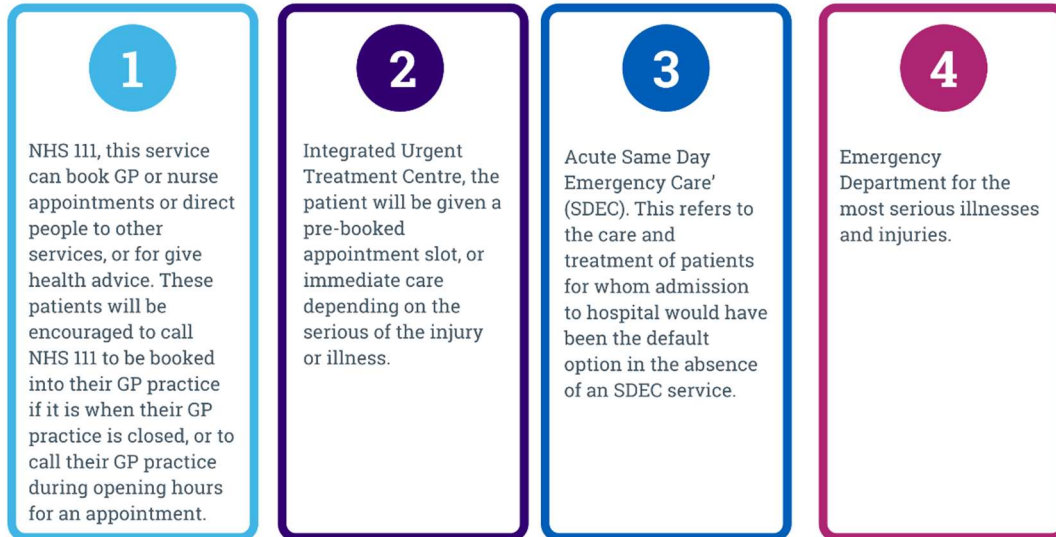 1
NHS 111, this service
can book GP or nurse
appointments or direct
people to other
services, or for give
health advice. These
patients will be
encouraged to call
NHS 111 to be booked
into their GP practice
if it is when their GP
practice is closed, or to
call their GP practice
during opening hours
for an appointment.
2
Integrated Urgent
Treatment Centre, the
patient will be given a
pre-booked
appointment slot, or
immediate care
depending on the
serious of the injury
or illness.
3
Acute Same Day
Emergency Care’
(SDEC). This refers to
the care and
treatment of patients
for whom admission
to hospital would have
been the default
option in the absence
of an SDEC service.
4
Emergency
Department for the
most serious illnesses
and injuries.